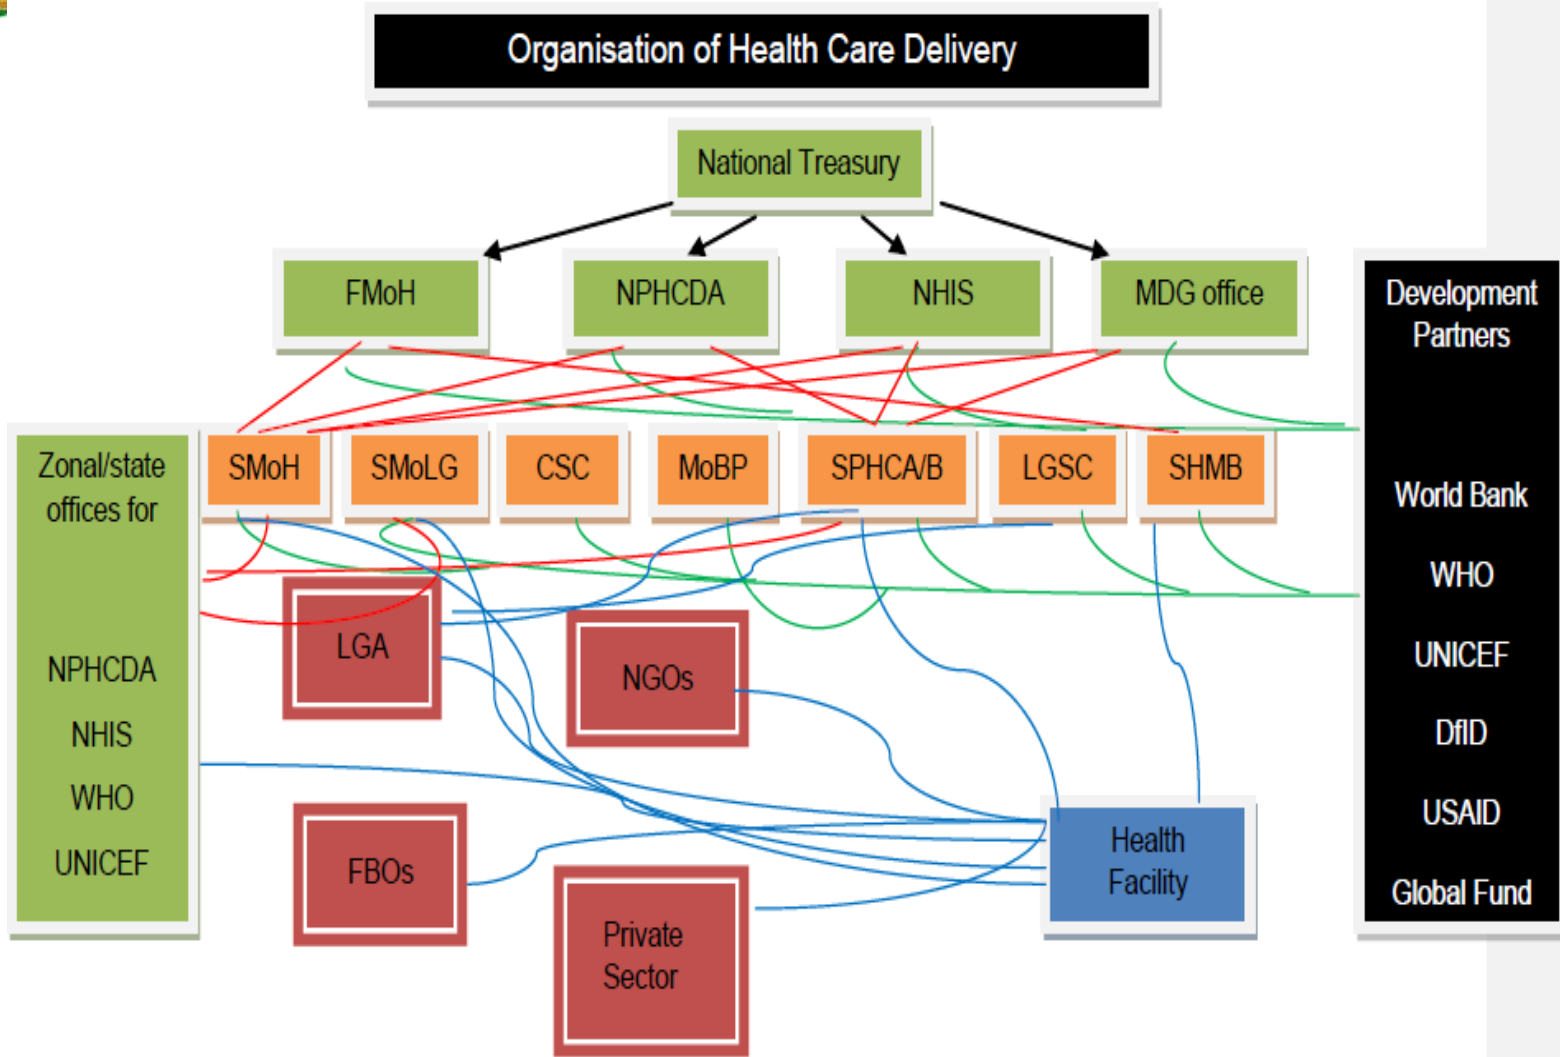 Organisation of Health Care Delivery
National Treasury
FMoH
NPHCDA
NHIS
MDG office
Development
Partners
World Bank
WHO
UNICEF
DfID
USAID
Global Fund
Zonal/state
offices for
NPHCDA
NHIS
WHO
UNICEF
SMoH
SMoLG
CSC
MoBP
SPHCA/B
LGSC
SHMB
LGA
NGOs
FBOs
Private
Sector
Health
Facility